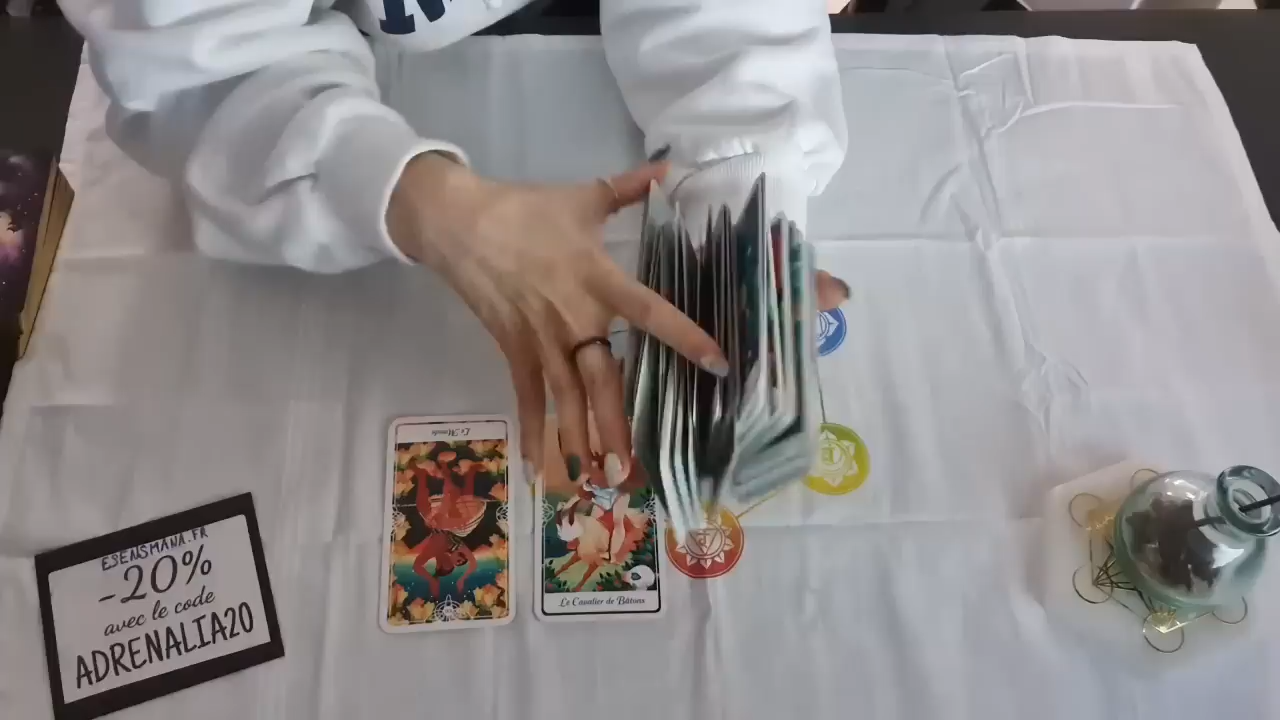 Le Monde
Le Cavalier de Bâtons
ESENSMANA.FR
-20%
avec le code
ADRENALIA20